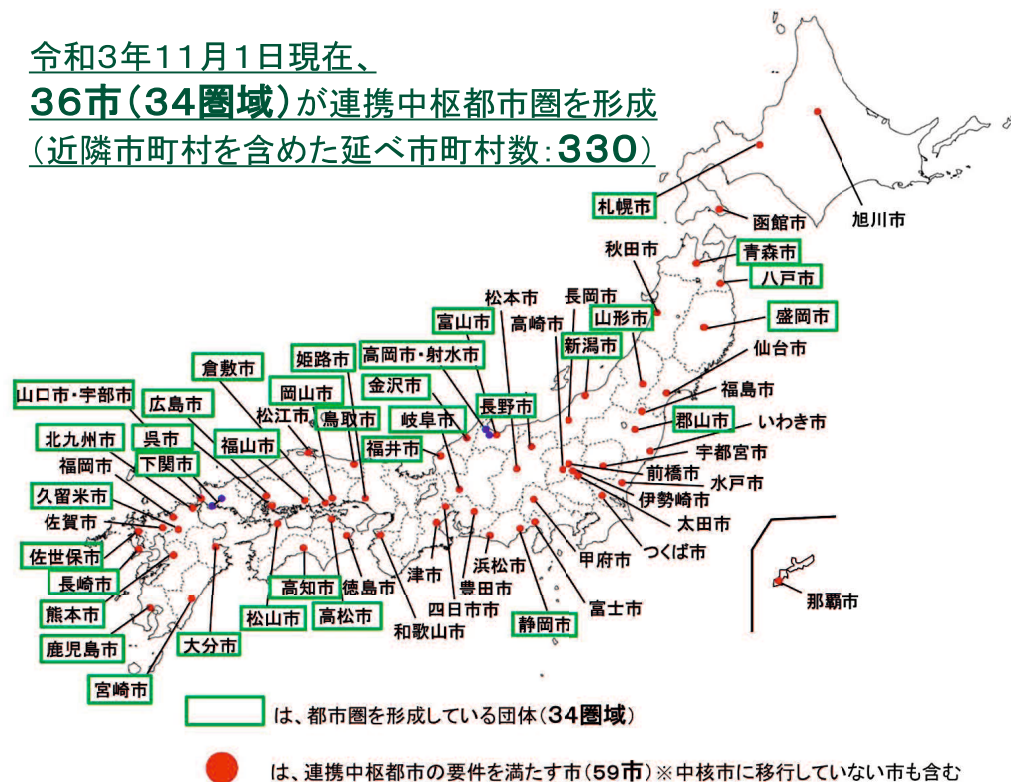 令和3年11月1日現在、
36市(34圏域)が連携中枢都市圏を形成
(近隣市町村を含めた延べ市町村数:330)
札幌市
函館市
旭川市
秋田市
青森市
八戸市
松本市
長岡市
富山市
高崎市
山形市
盛岡市
姫路市
高岡市・射水市
新潟市
仙台市
倉敷市
岡山市
金沢市
山口市・宇部市
広島市
松江市
鳥取市
岐阜市
長野市
福島市
北九州市
呉市
福山市
福井市
郡山市
いわき市
福岡市
下関市
宇都宮市
前橋市
水戸市
久留米市
伊勢崎市
佐賀市
太田市
佐世保市
つくば市
長崎市
高知市
徳島市
津市
浜松市
甲府市
豊田市
熊本市
松山市
高松市
四日市市
富士市
那覇市
鹿児島市
大分市
和歌山市
静岡市
宮崎市
は、都市圏を形成している団体(34圏域)
は、連携中枢都市の要件を満たす市(59市)※中核市に移行していない市も含む